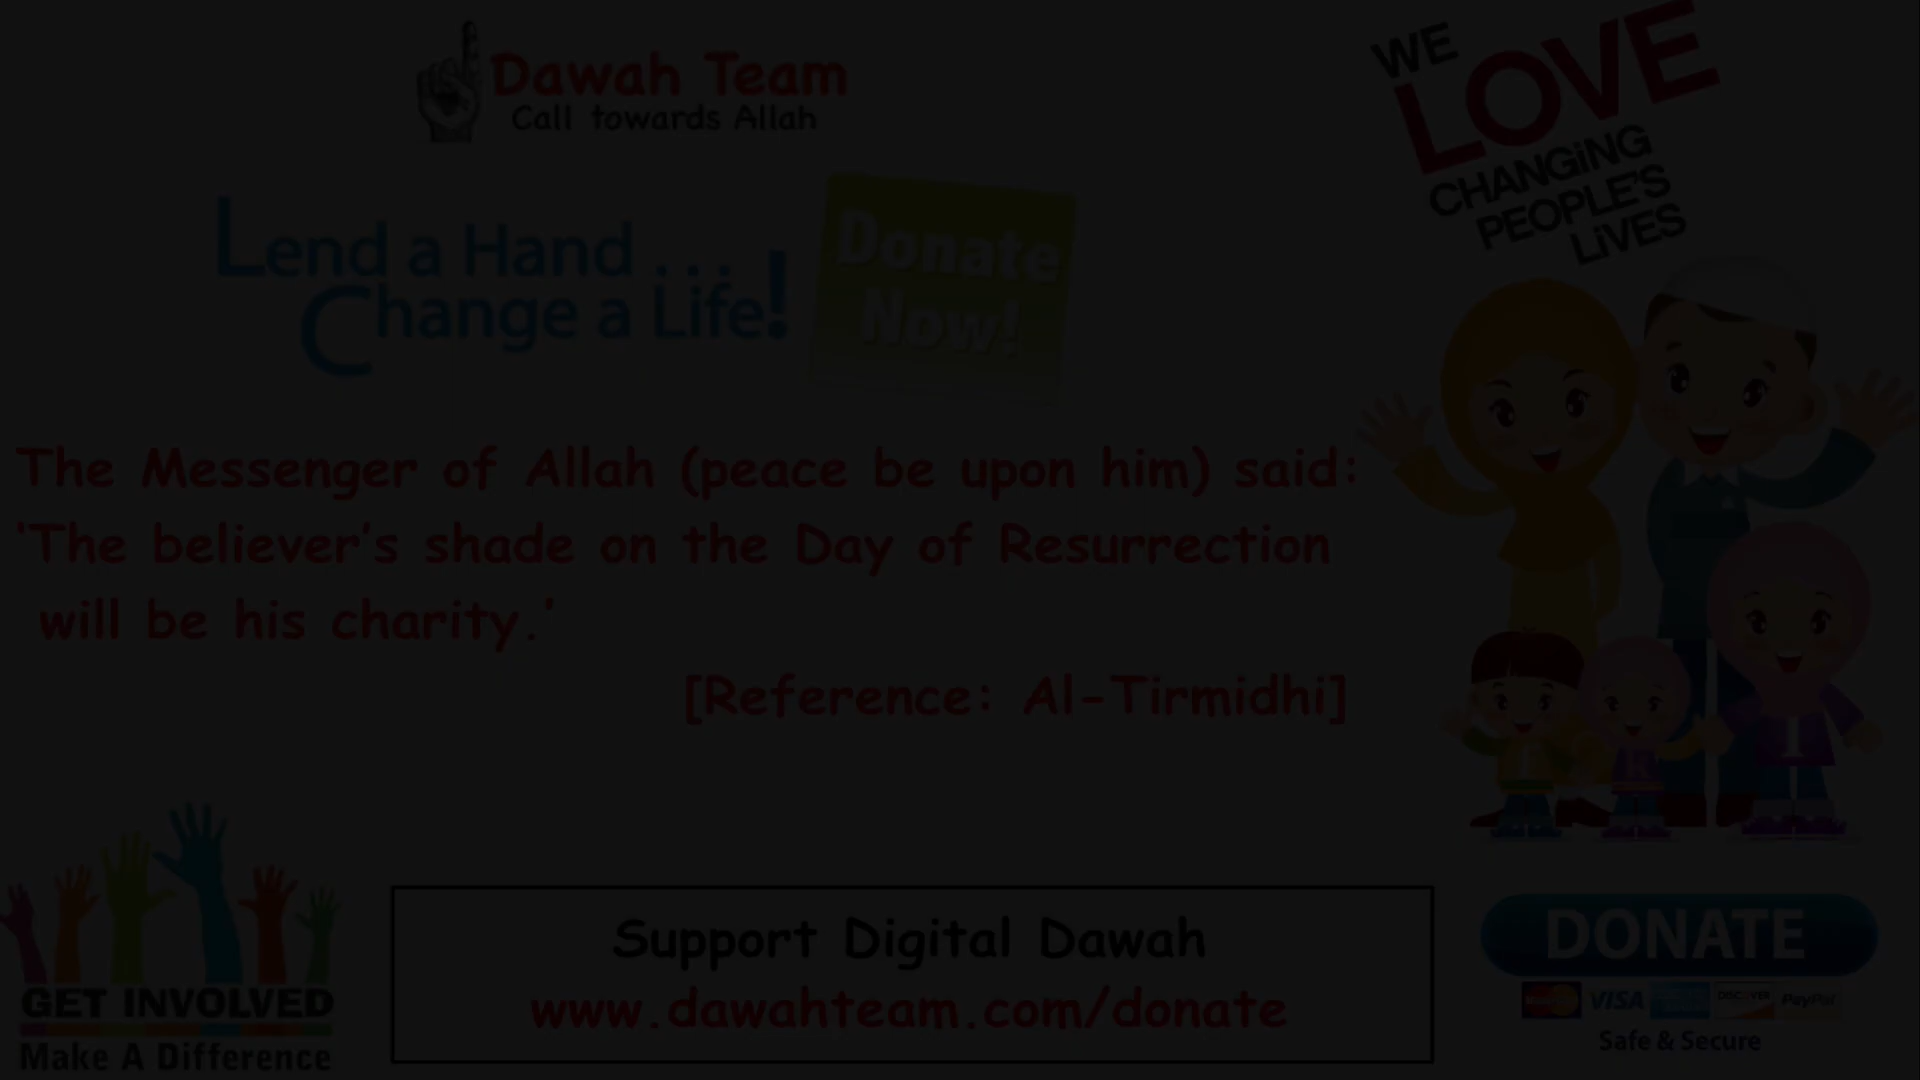 Dawah Team
Call towards Allah
WE
LOVE
CHANGiNG
PEOPLE'S
LiVES
Lend a Hand ...
Change a Life!
Donate
Now!
The Messenger of Allah (peace be upon him) said:
‘The believer’s shade on the Day of Resurrection
will be his charity.’
[Reference: Al-Tirmidhi]
GET INVOLVED
Make A Difference
Support Digital Dawah
www.dawahteam.com/donate
DONATE
VISA DISCOVER PayPal
Safe & Secure